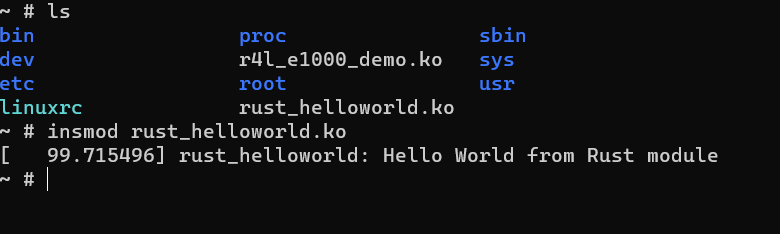 ~ # ls
bin                 proc                sbin
dev                 r4l_e1000_demo.ko   sys
etc                 root                usr
linuxrc             rust_helloworld.ko
~ # insmod rust_helloworld.ko
[   99.715496] rust_helloworld: Hello World from Rust module
~ #